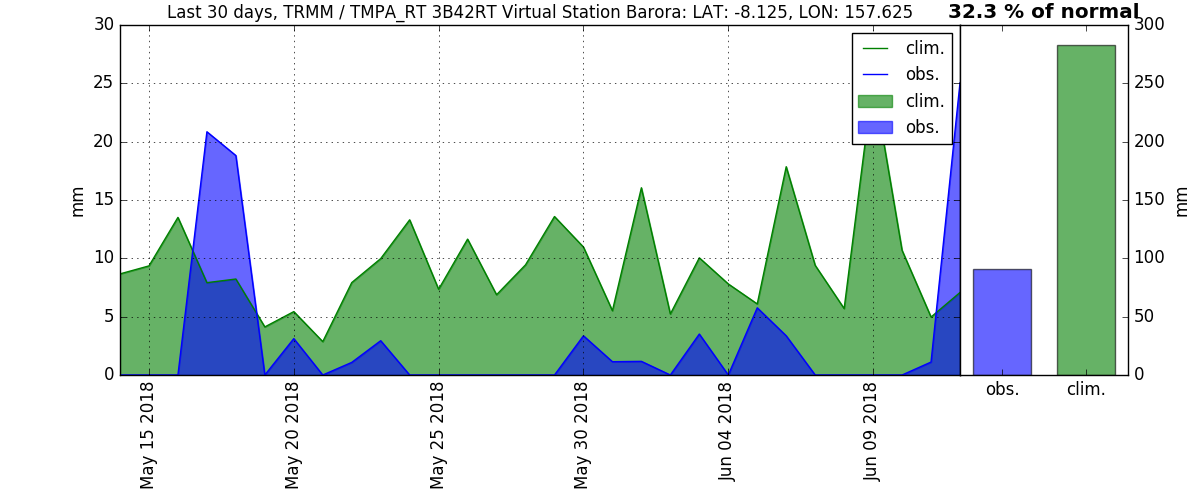 Last 30 days, TRMM / TMPA_RT 3B42RT Virtual Station Barora: LAT: -8.125, LON: 157.625
32.3 % of normal
30
25
20
15
10
5
0
mm
clim.
obs.
clim.
obs.
300
250
200
150
100
50
0
mm
obs.
clim.
May 15 2018
May 20 2018
May 25 2018
May 30 2018
Jun 04 2018
Jun 09 2018